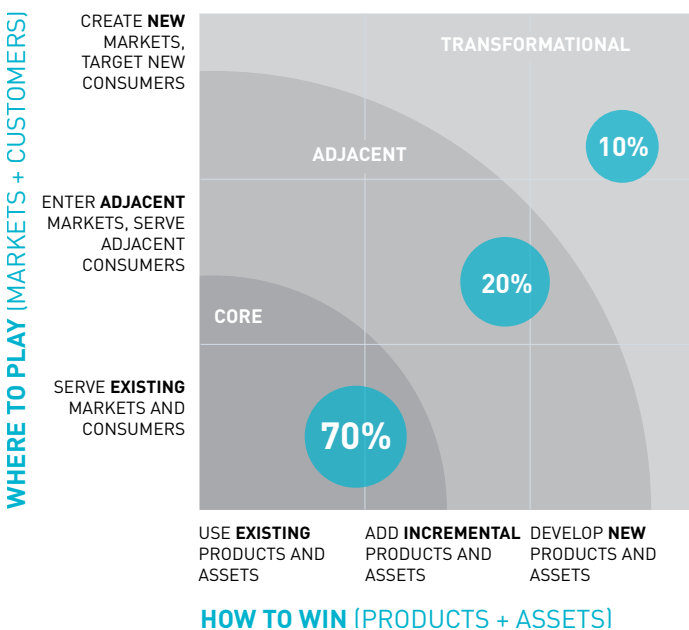 WHERE TO PLAY (MARKETS + CUSTOMERS)
CREATE NEW
MARKETS,
TARGET NEW
CONSUMERS
ENTER ADJACENT
MARKETS, SERVE
ADJACENT
CONSUMERS
SERVE EXISTING
MARKETS AND
CONSUMERS
TRANSFORMATIONAL
10%
ADJACENT
20%
CORE
70%
USE EXISTING
PRODUCTS AND
ASSETS
ADD INCREMENTAL
PRODUCTS AND
ASSETS
DEVELOP NEW
PRODUCTS AND
ASSETS
HOW TO WIN (PRODUCTS + ASSETS)